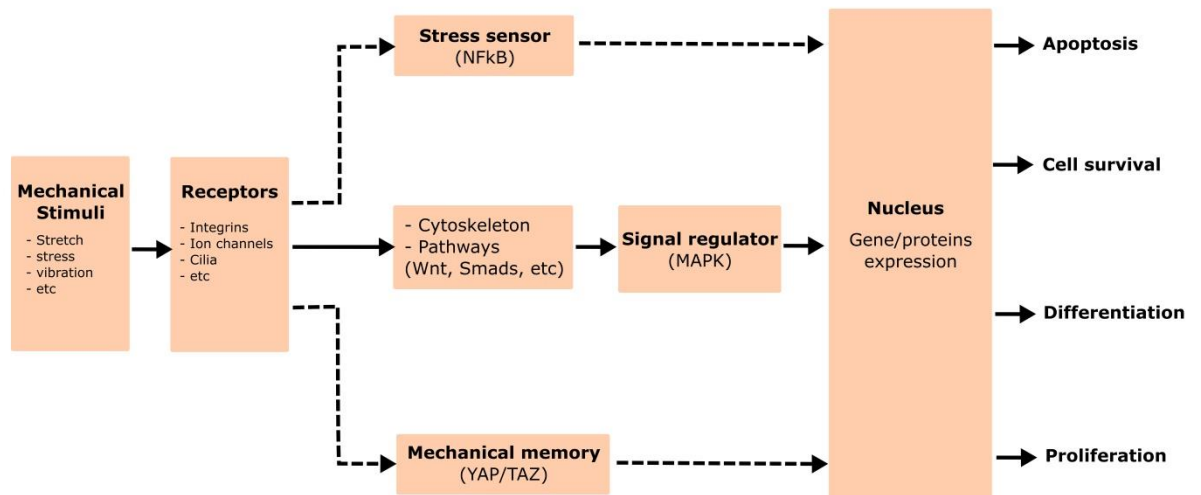 Mechanical
Stimuli
- Stretch
- stress
- vibration
- etc
Receptors
- Integrins
- Ion channels
- Cilia
- etc
Stress sensor
(NFkB)
- Cytoskeleton
- Pathways
(Wnt, Smads, etc)
Signal regulator
(MAPK)
Mechanical memory
(YAP/TAZ)
Nucleus
Gene/proteins
expression
Apoptosis
Cell survival
Differentiation
Proliferation